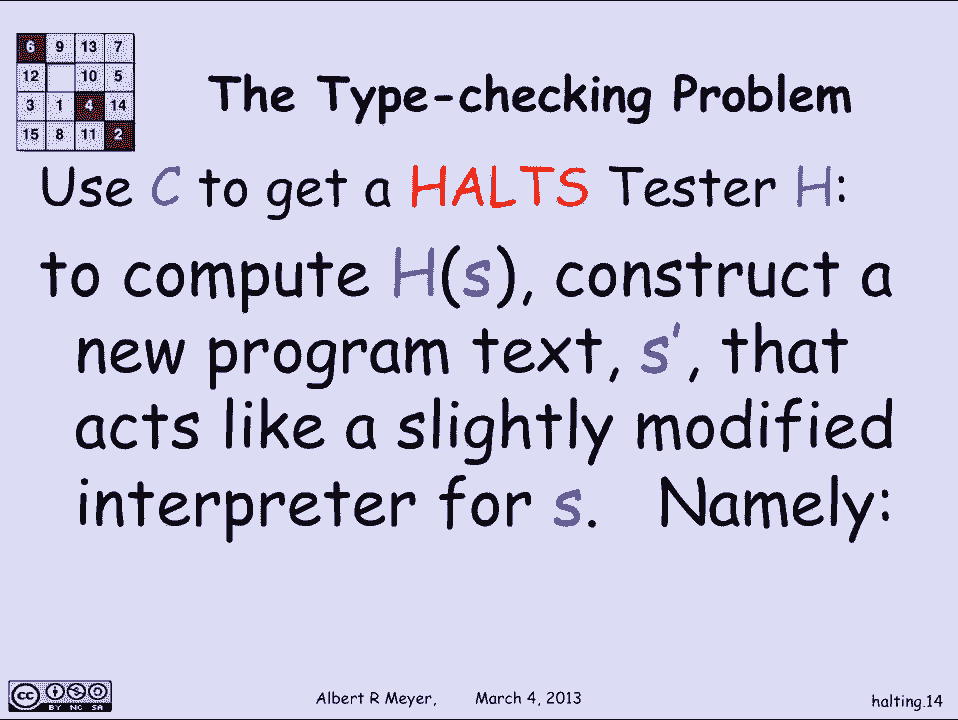 6 9 13 7
12 10 5
3 1 4 14
15 8 11 2
The Type-checking Problem
Use C to get a HALTS Tester H:
to compute H(s), construct a
new program text, s′, that
acts like a slightly modified
interpreter for s. Namely:
cc BY NC SA
Albert R Meyer, March 4, 2013
halting.14